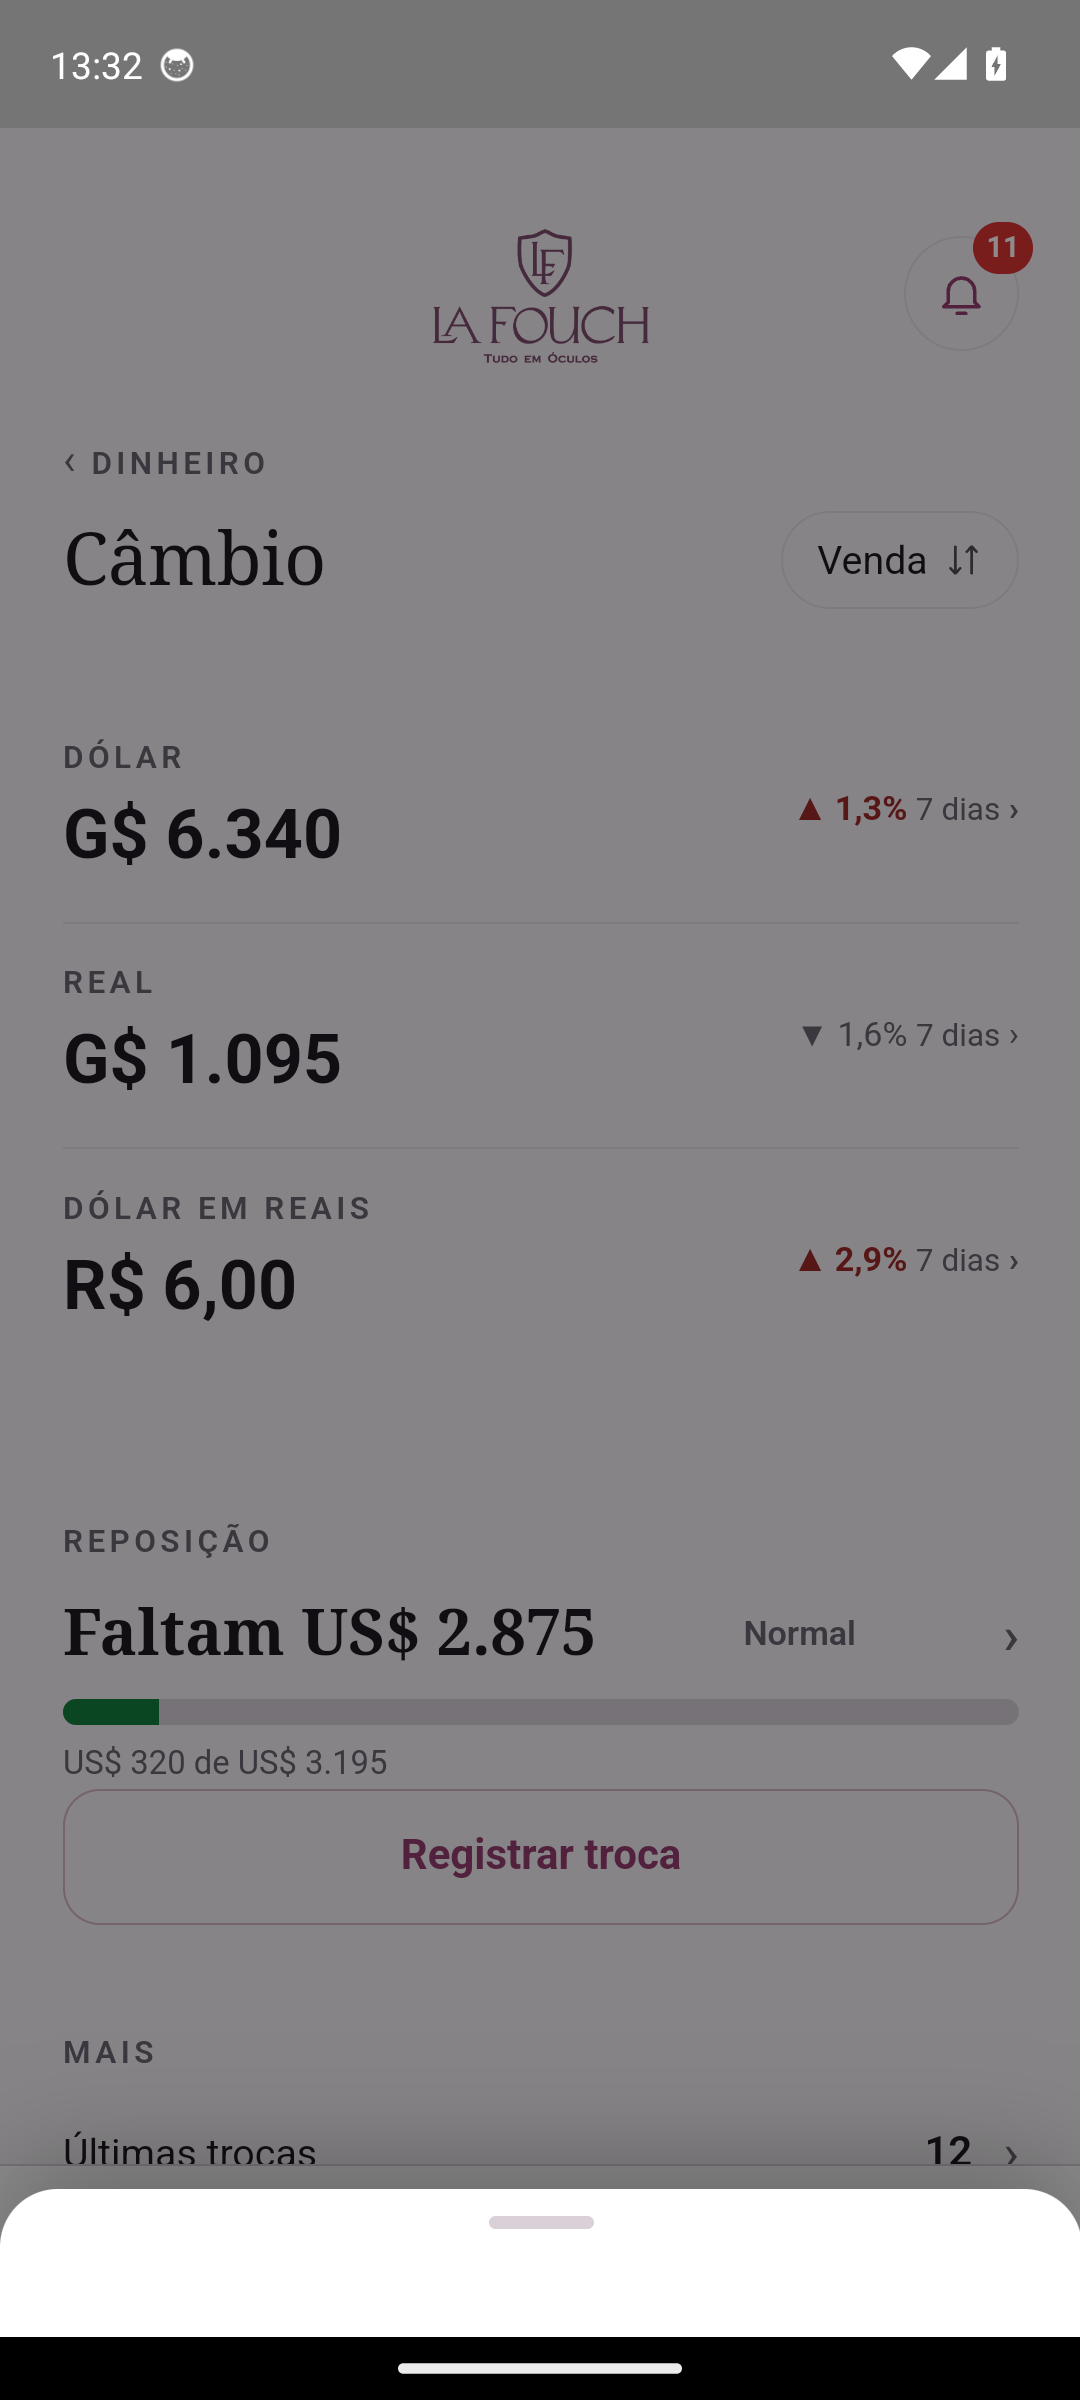 13:32
LF
LA FOUCH
TUDO EM ÓCULOS
11
‹ DINHEIRO
Câmbio
Venda ↓↑
DÓLAR
G$ 6.340
▲ 1,3% 7 dias ›
REAL
G$ 1.095
▼ 1,6% 7 dias ›
DÓLAR EM REAIS
R$ 6,00
▲ 2,9% 7 dias ›
REPOSIÇÃO
Faltam US$ 2.875
Normal ›
US$ 320 de US$ 3.195
Registrar troca
MAIS
Últimas trocas
12 ›